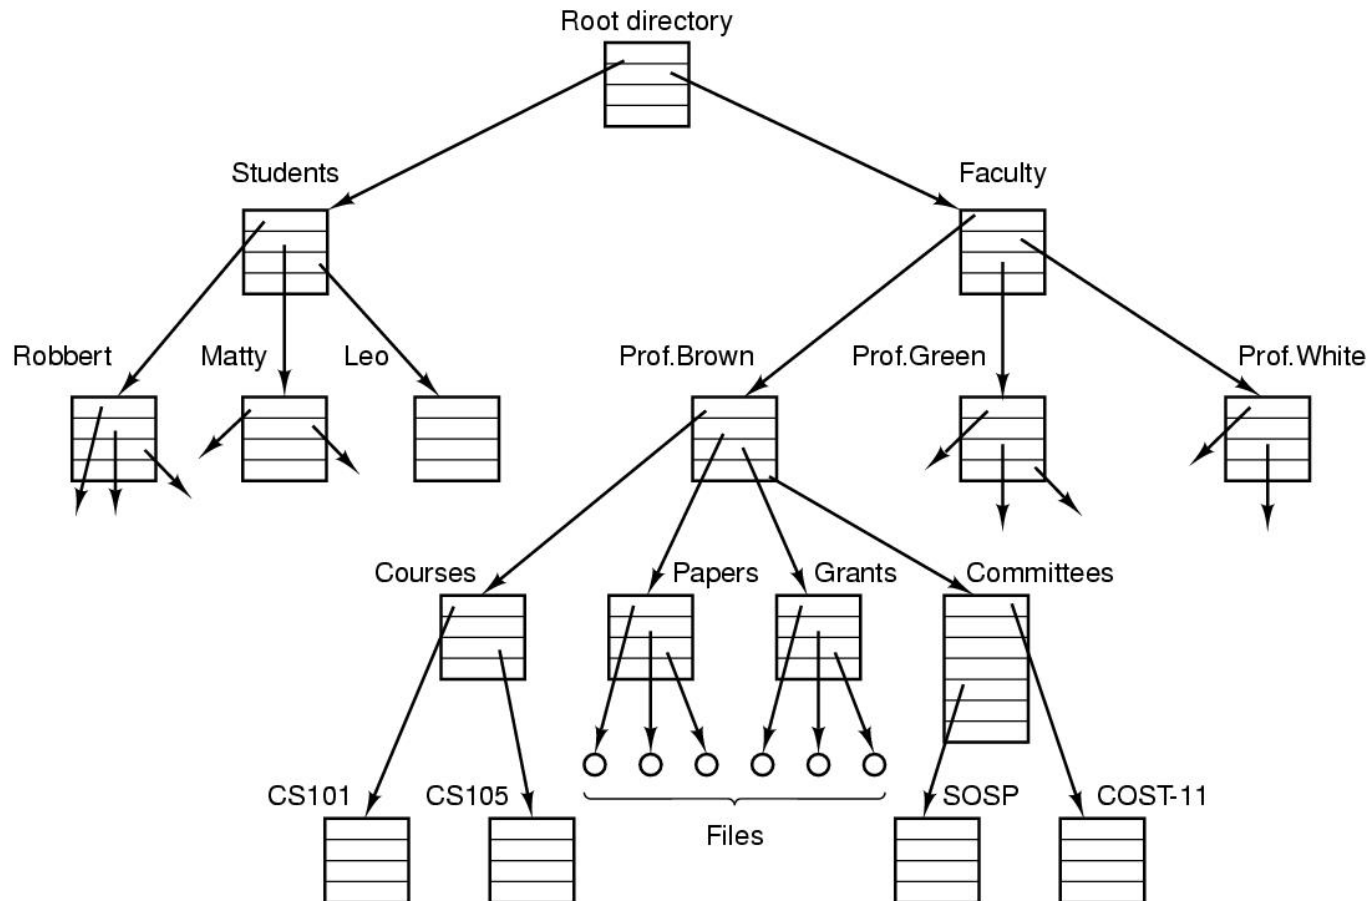 Root directory
Students
Faculty
Robbert
Matty
Leo
Prof.Brown
Prof.Green
Prof.White
Courses
Papers
Grants
Committees
CS101
CS105
SOSP
COST-11
Files